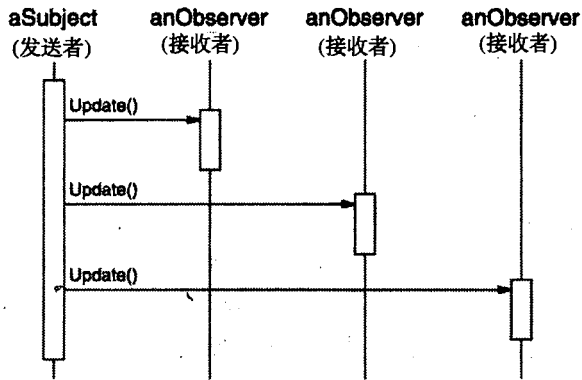 aSubject anObserver anObserver anObserver
(发送者) (接收者) (接收者) (接收者)
Update()
Update()
Update()